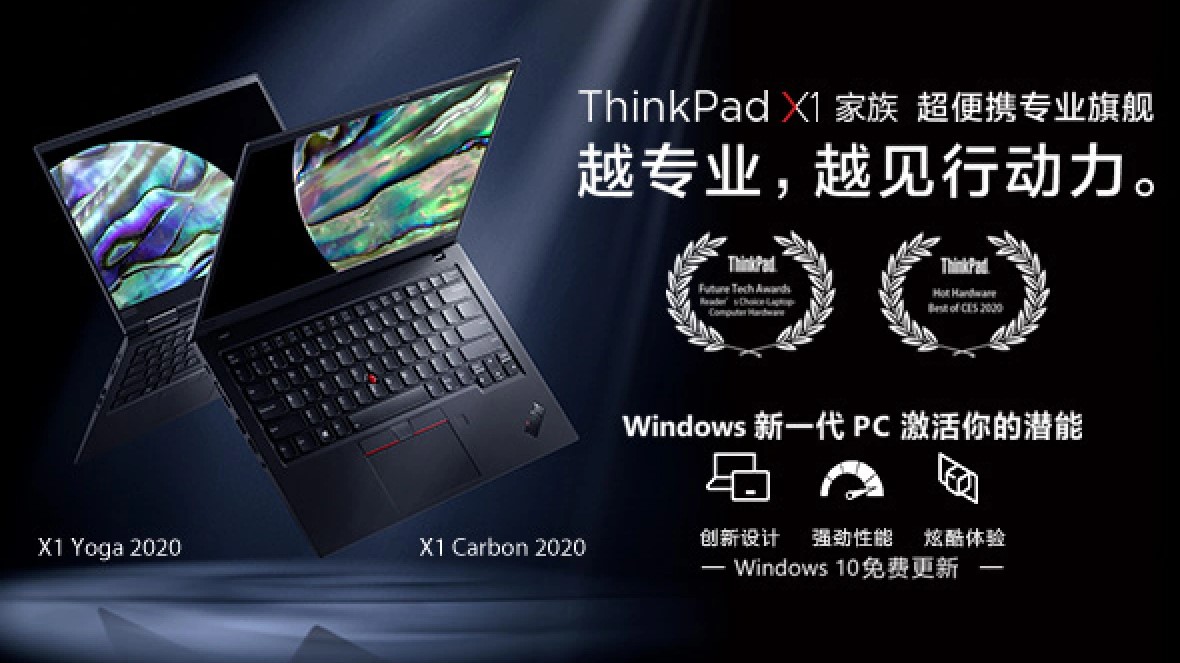 ThinkPad X1 家族 超便携专业旗舰
越专业，越见行动力。
ThinkPad.
Future Tech Awards
Reader's Choice-Laptop-
Computer Hardware
ThinkPad.
Hot Hardware
Best of CES 2020
Windows 新一代 PC 激活你的潜能
创新设计 强劲性能 炫酷体验
— Windows 10免费更新 —
X1 Yoga 2020
X1 Carbon 2020